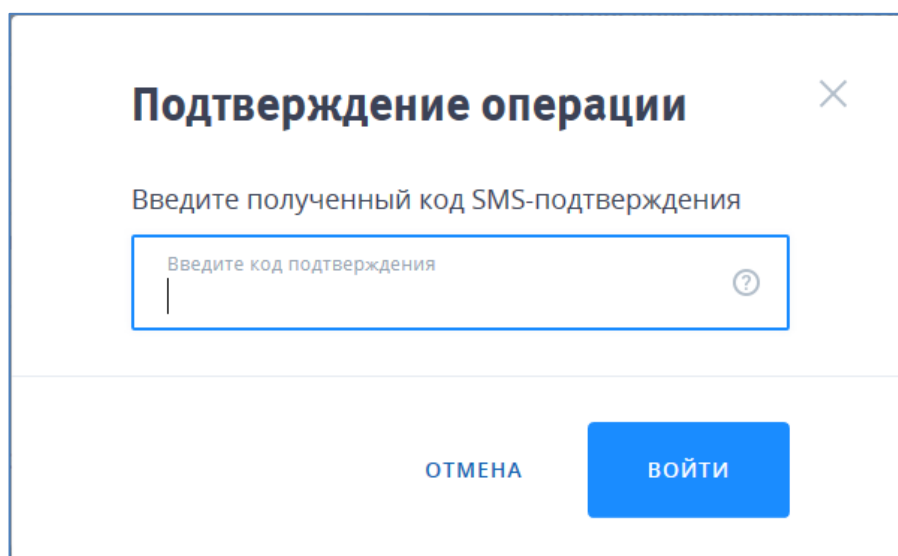 Подтверждение операции
Введите полученный код SMS-подтверждения
Введите код подтверждения
ОТМЕНА
ВОЙТИ